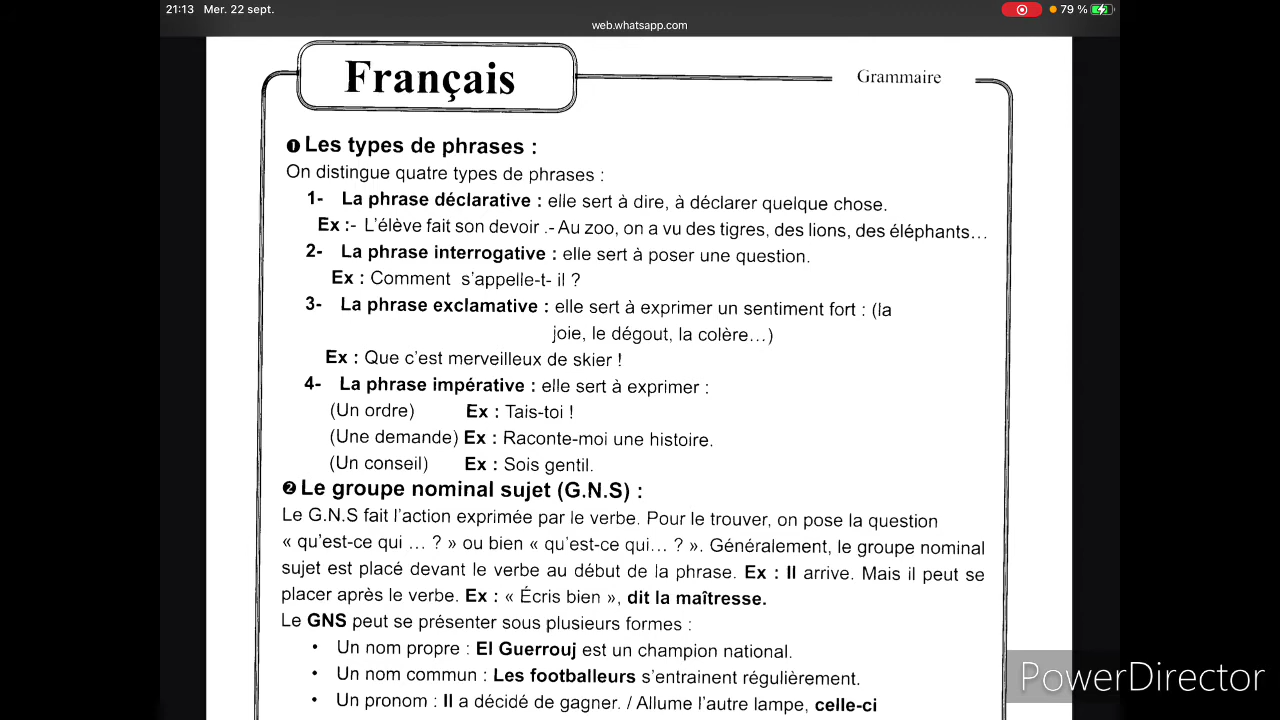 21:13 Mer. 22 sept.
79 %
web.whatsapp.com
Français
Grammaire
❶ Les types de phrases :
On distingue quatre types de phrases :
1- La phrase déclarative : elle sert à dire, à déclarer quelque chose.
Ex :- L'élève fait son devoir .- Au zoo, on a vu des tigres, des lions, des éléphants…
2- La phrase interrogative : elle sert à poser une question.
Ex : Comment s'appelle-t- il ?
3- La phrase exclamative : elle sert à exprimer un sentiment fort : (la
joie, le dégout, la colère…)
Ex : Que c'est merveilleux de skier !
4- La phrase impérative : elle sert à exprimer :
(Un ordre) Ex : Tais-toi !
(Une demande) Ex : Raconte-moi une histoire.
(Un conseil) Ex : Sois gentil.
❷ Le groupe nominal sujet (G.N.S) :
Le G.N.S fait l'action exprimée par le verbe. Pour le trouver, on pose la question
« qu'est-ce qui … ? » ou bien « qu'est-ce qui… ? ». Généralement, le groupe nominal
sujet est placé devant le verbe au début de la phrase. Ex : Il arrive. Mais il peut se
placer après le verbe. Ex : « Écris bien », dit la maîtresse.
Le GNS peut se présenter sous plusieurs formes :
• Un nom propre : El Guerrouj est un champion national.
• Un nom commun : Les footballeurs s'entrainent régulièrement.
• Un pronom : Il a décidé de gagner. / Allume l'autre lampe, celle-ci
PowerDirector